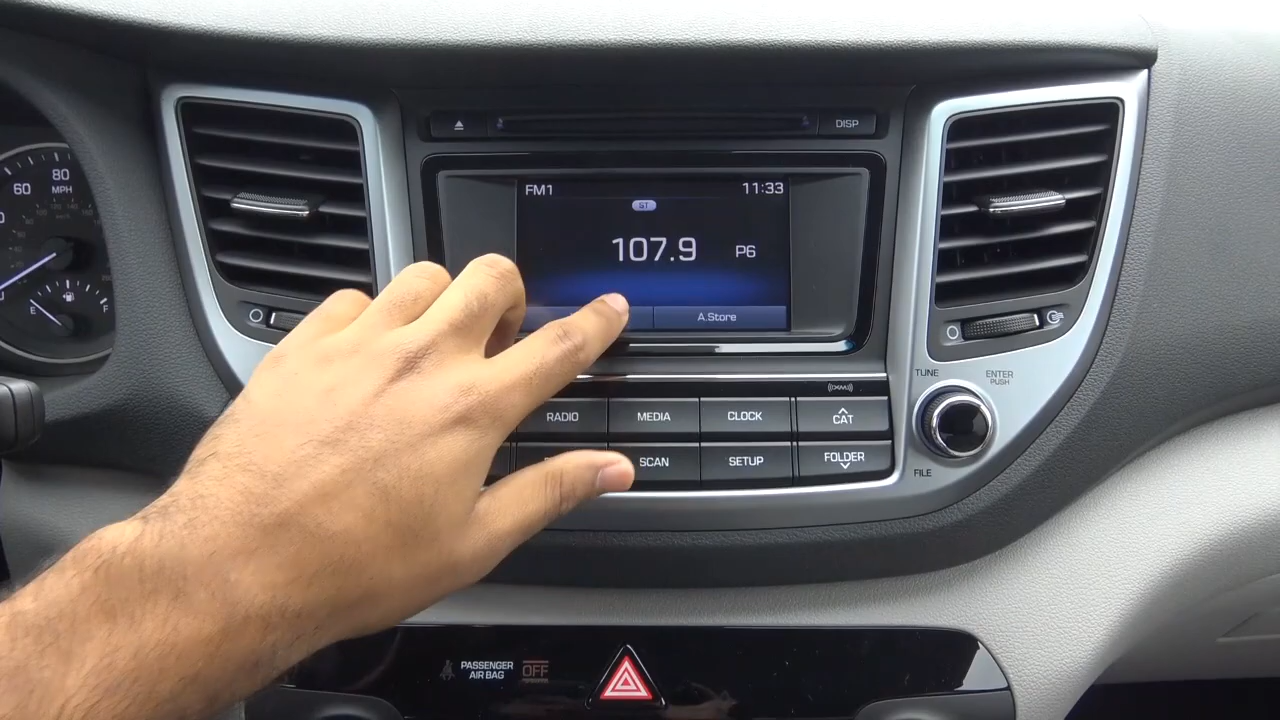 60
80
MPH
E
F
DISP
FM1
11:33
ST
107.9
P6
A.Store
((XM))
RADIO
MEDIA
CLOCK
CAT
SCAN
SETUP
FOLDER
TUNE
ENTER
PUSH
FILE
PASSENGER
AIR BAG
OFF